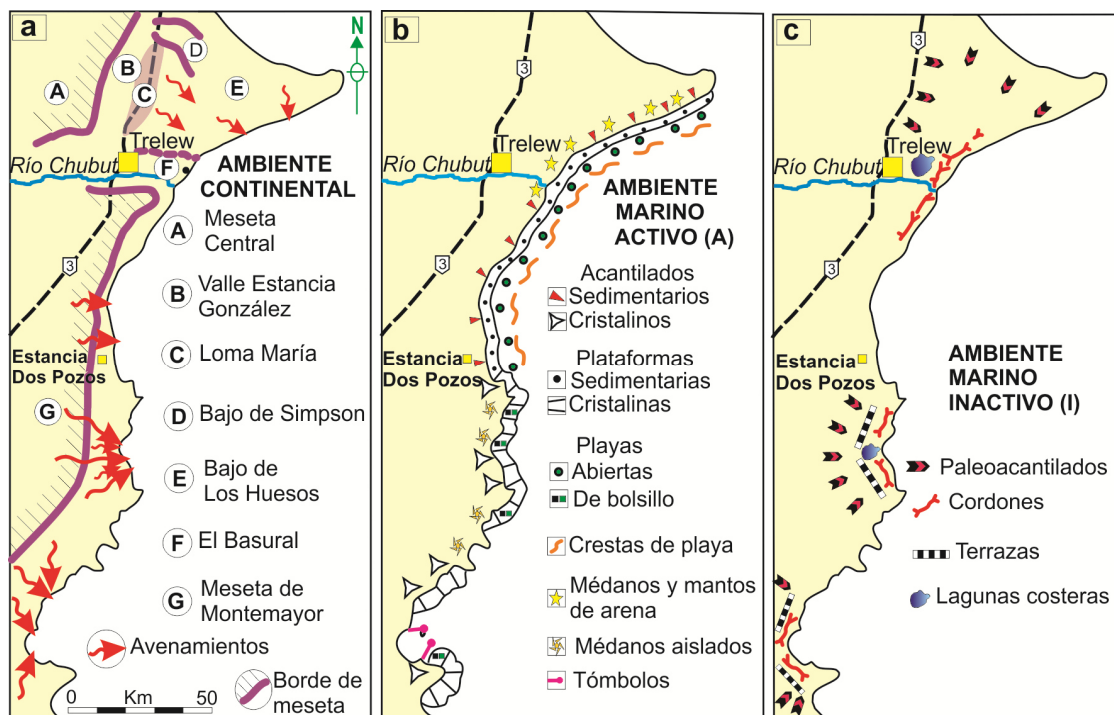 a
N
A
B
C
D
E
3
Trelew
Río Chubut
F
AMBIENTE
CONTINENTAL
A Meseta
Central
B Valle Estancia
González
3
C Loma María
Estancia
Dos Pozos
G
D Bajo de Simpson
E Bajo de
Los Huesos
F El Basural
G Meseta de
Montemayor
Avenamientos
0 Km 50
Borde de
meseta
b
3
Trelew
Río Chubut
AMBIENTE
MARINO
ACTIVO (A)
3
Acantilados
Sedimentarios
Cristalinos
Estancia
Dos Pozos
Plataformas
Sedimentarias
Cristalinas
Playas
Abiertas
De bolsillo
Crestas de playa
Médanos y mantos
de arena
Médanos aislados
Tómbolos
c
3
Trelew
Río Chubut
3
Estancia
Dos Pozos
AMBIENTE
MARINO
INACTIVO (I)
Paleoacantilados
Cordones
Terrazas
Lagunas costeras